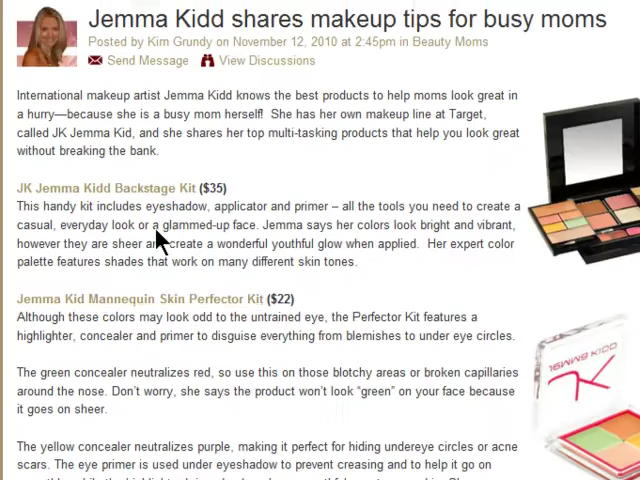 Jemma Kidd shares makeup tips for busy moms
Posted by Kim Grundy on November 12, 2010 at 2:45pm in Beauty Moms
Send Message View Discussions
International makeup artist Jemma Kidd knows the best products to help moms look great in
a hurry—because she is a busy mom herself! She has her own makeup line at Target,
called JK Jemma Kid, and she shares her top multi-tasking products that help you look great
without breaking the bank.
JK Jemma Kidd Backstage Kit ($35)
This handy kit includes eyeshadow, applicator and primer – all the tools you need to create a
casual, everyday look or a glammed-up face. Jemma says her colors look bright and vibrant,
however they are sheer and create a wonderful youthful glow when applied. Her expert color
palette features shades that work on many different skin tones.
Jemma Kid Mannequin Skin Perfector Kit ($22)
Although these colors may look odd to the untrained eye, the Perfector Kit features a
highlighter, concealer and primer to disguise everything from blemishes to under eye circles.
The green concealer neutralizes red, so use this on those blotchy areas or broken capillaries
around the nose. Don't worry, she says the product won't look “green” on your face because
it goes on sheer.
The yellow concealer neutralizes purple, making it perfect for hiding undereye circles or acne
scars. The eye primer is used under eyeshadow to prevent creasing and to help it go on
JEMMA KIDD
JK